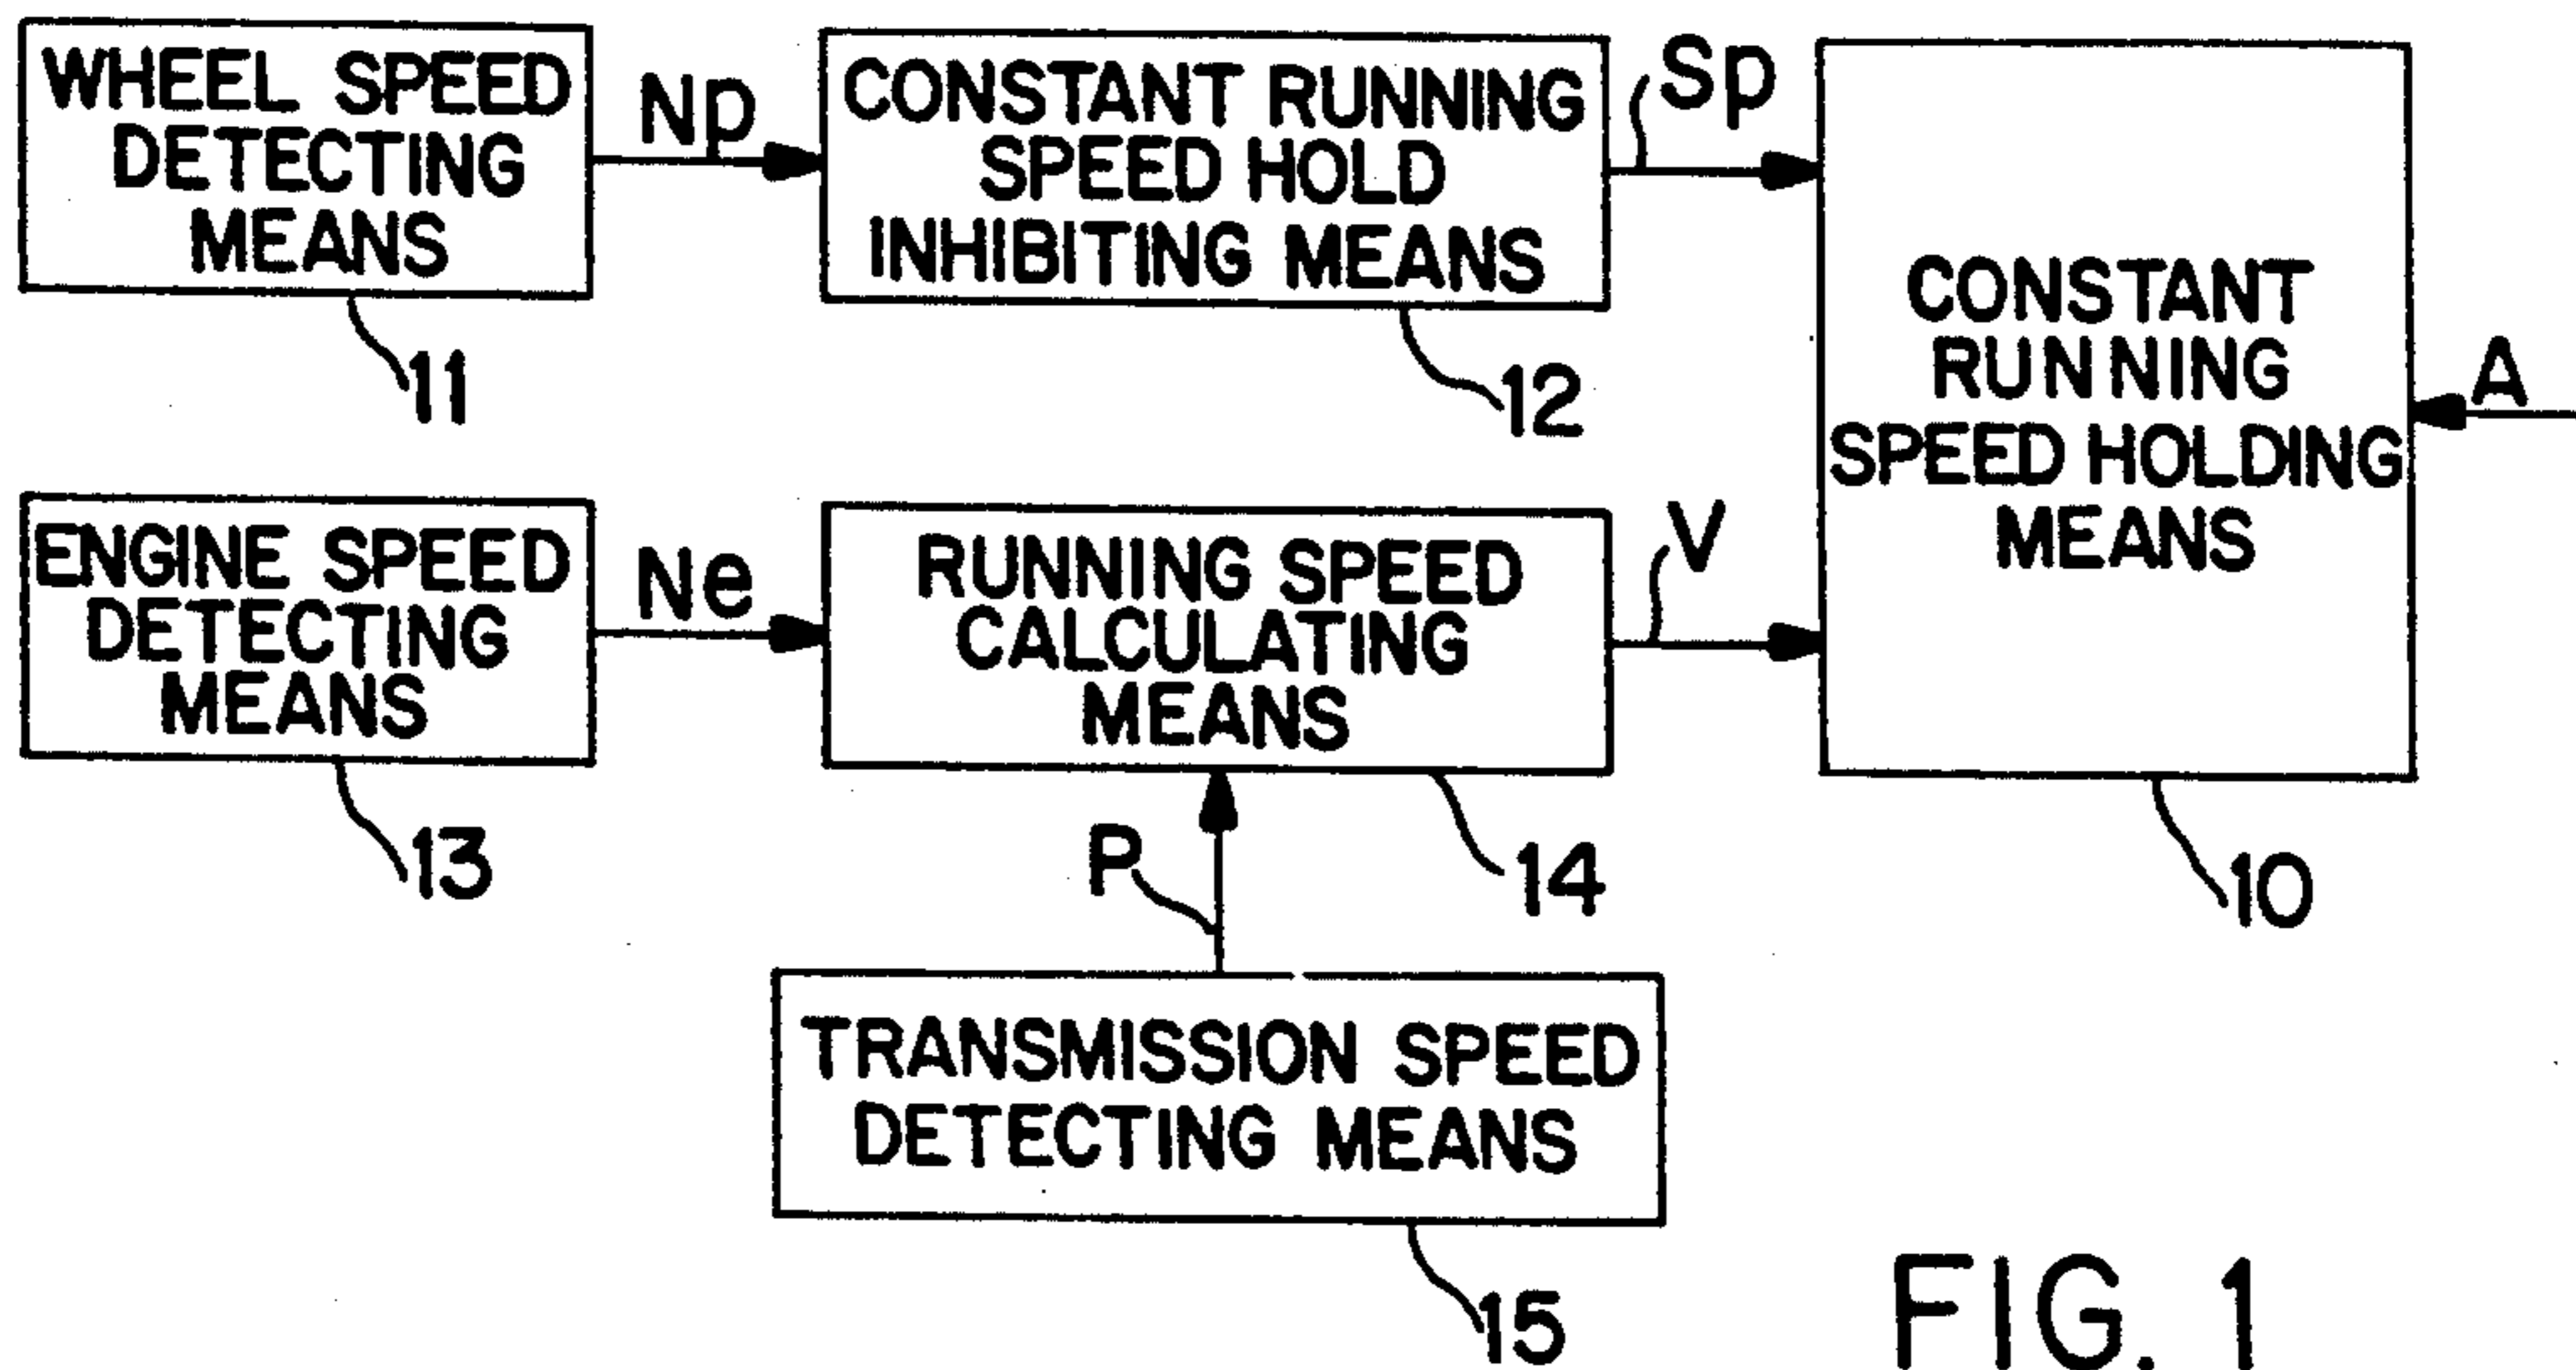 WHEEL SPEED
DETECTING
MEANS
11
Np
CONSTANT RUNNING
SPEED HOLD
INHIBITING MEANS
12
Sp
CONSTANT
RUNNING
SPEED HOLDING
MEANS
10
A
ENGINE SPEED
DETECTING
MEANS
13
Ne
RUNNING SPEED
CALCULATING
MEANS
14
V
P
TRANSMISSION SPEED
DETECTING MEANS
15
FIG. 1